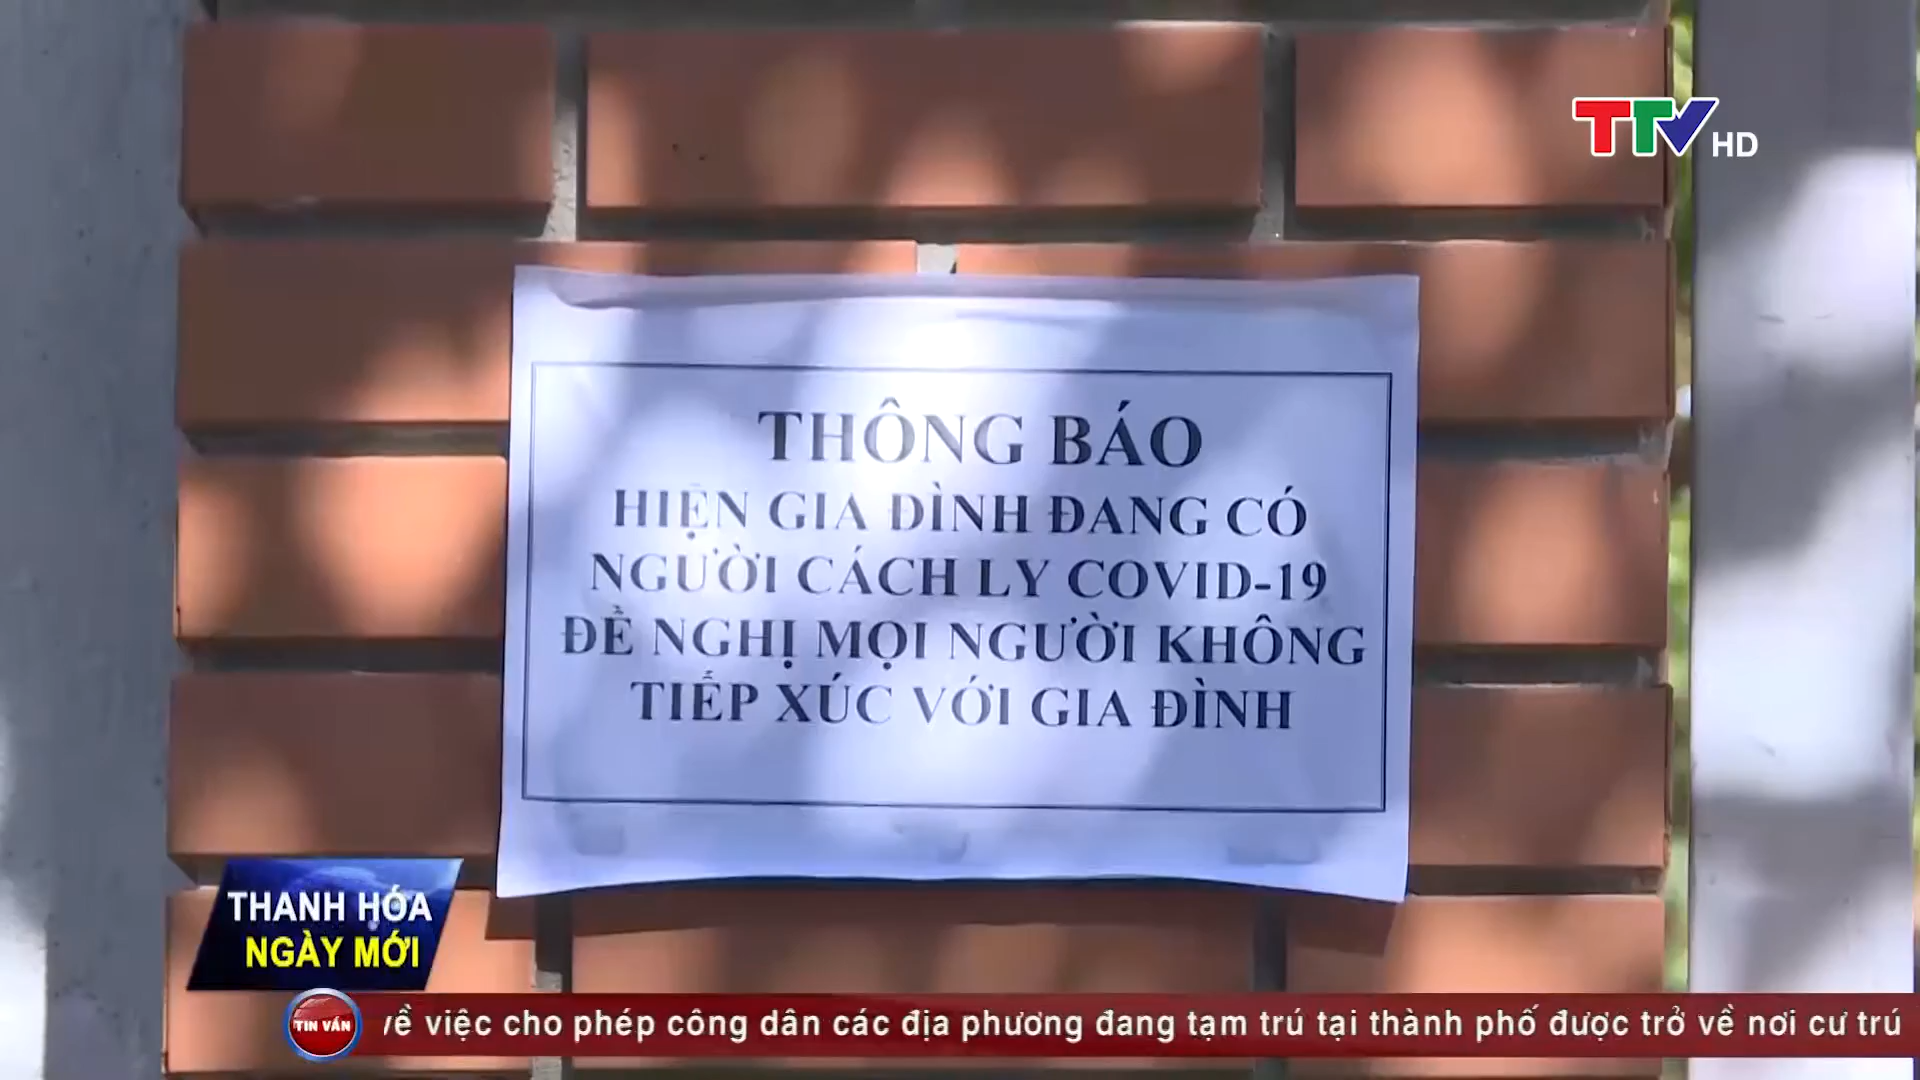 TTV HD
THÔNG BÁO
HIỆN GIA ĐÌNH ĐANG CÓ
NGƯỜI CÁCH LY COVID-19
ĐỀ NGHỊ MỌI NGƯỜI KHÔNG
TIẾP XÚC VỚI GIA ĐÌNH
THANH HÓA
NGÀY MỚI
TIN VẮN
về việc cho phép công dân các địa phương đang tạm trú tại thành phố được trở về nơi cư trú